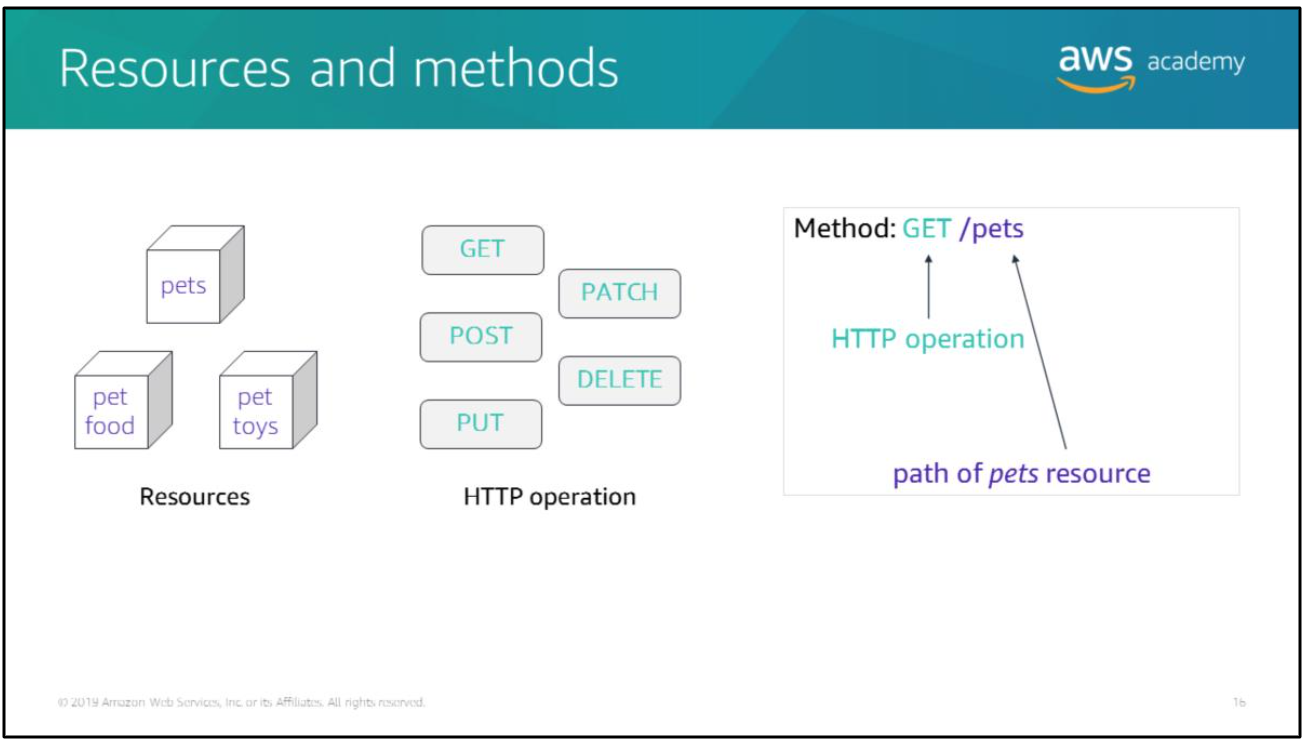 Resources and methods
aws academy
pets
pet
food
pet
toys
Resources
GET
PATCH
POST
DELETE
PUT
HTTP operation
Method: GET /pets
HTTP operation
path of pets resource
© 2019 Amazon Web Services, Inc. or its Affiliates. All rights reserved.
16